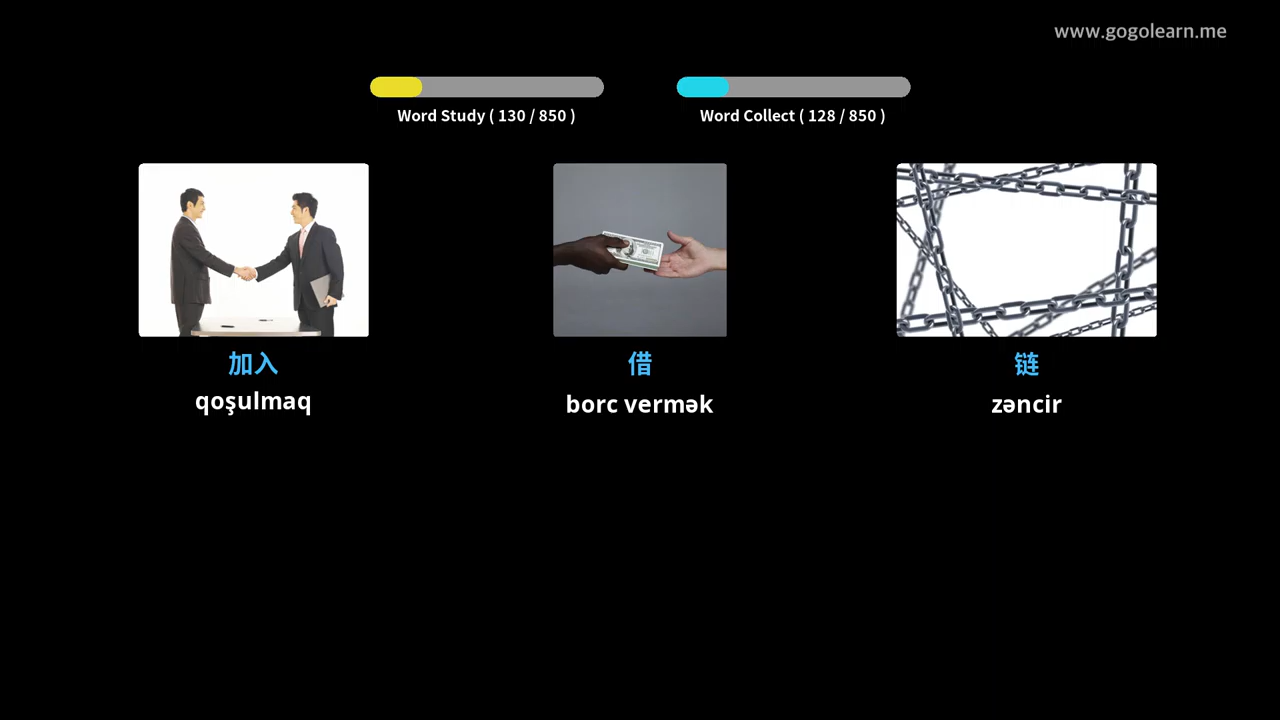 www.gogolearn.me
Word Study ( 130 / 850 )
Word Collect ( 128 / 850 )
加入
借
链
qoşulmaq
borc vermək
zəncir